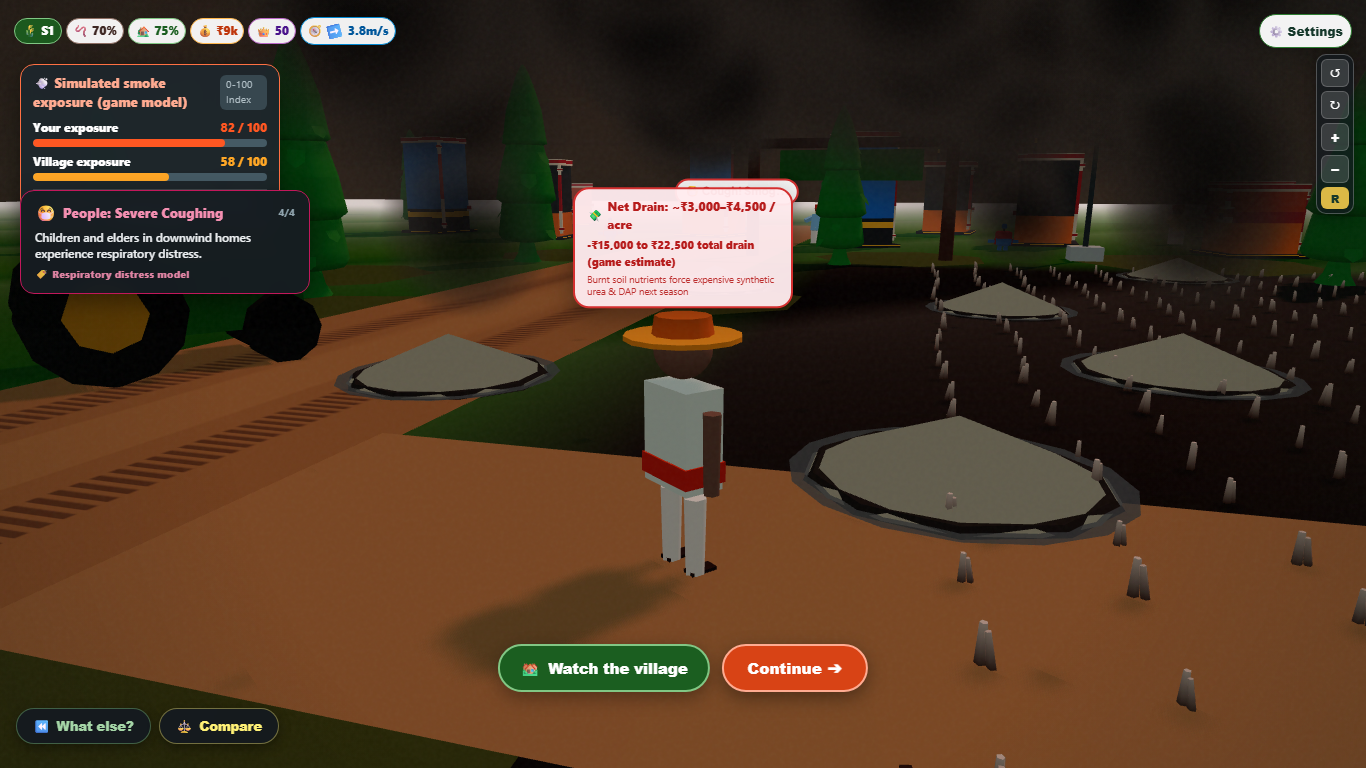 S1
70%
75%
₹9k
50
3.8m/s
Settings
Simulated smoke
exposure (game model)
0-100
Index
Your exposure
82 / 100
Village exposure
58 / 100
People: Severe Coughing
4/4
Children and elders in downwind homes
experience respiratory distress.
Respiratory distress model
Net Drain: ~₹3,000–₹4,500 /
acre
-₹15,000 to ₹22,500 total drain
(game estimate)
Burnt soil nutrients force expensive synthetic
urea & DAP next season
↺
↻
+
−
R
Watch the village
Continue ➔
What else?
Compare